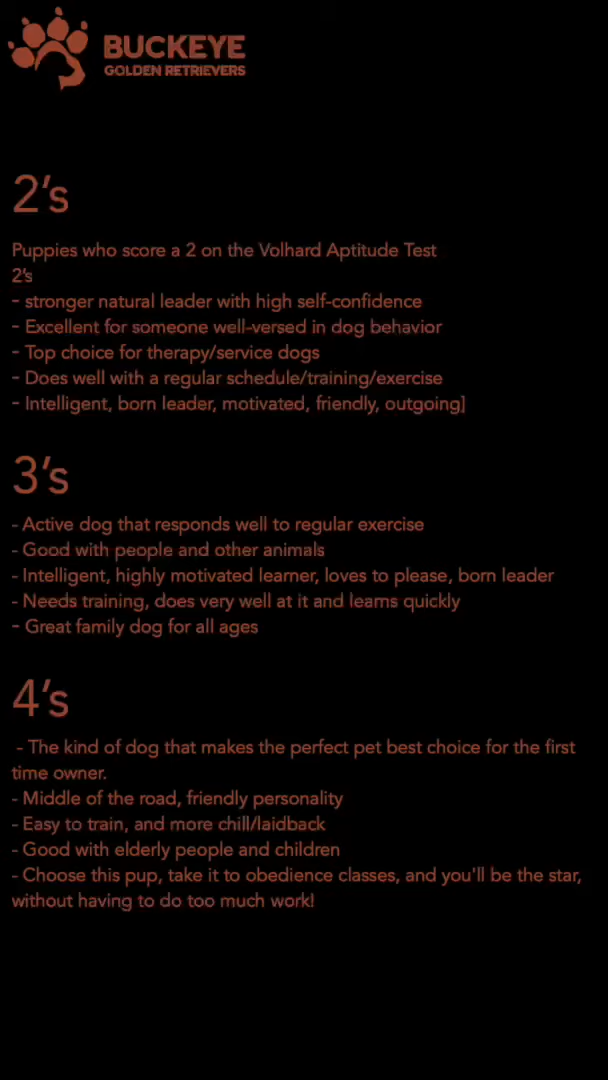 BUCKEYE
GOLDEN RETRIEVERS
2's
Puppies who score a 2 on the Volhard Aptitude Test
2's
- stronger natural leader with high self-confidence
- Excellent for someone well-versed in dog behavior
- Top choice for therapy/service dogs
- Does well with a regular schedule/training/exercise
- Intelligent, born leader, motivated, friendly, outgoing]
3's
- Active dog that responds well to regular exercise
- Good with people and other animals
- Intelligent, highly motivated learner, loves to please, born leader
- Needs training, does very well at it and learns quickly
- Great family dog for all ages
4's
- The kind of dog that makes the perfect pet best choice for the first
time owner.
- Middle of the road, friendly personality
- Easy to train, and more chill/laidback
- Good with elderly people and children
- Choose this pup, take it to obedience classes, and you'll be the star,
without having to do too much work!